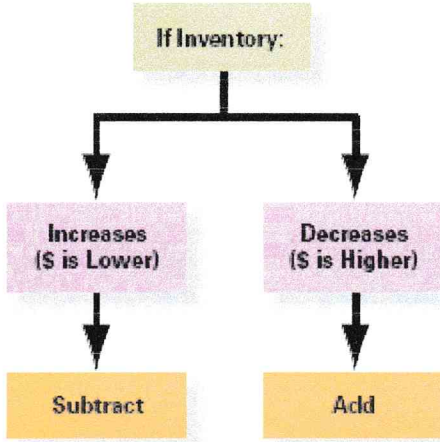 If Inventory:
Increases
($ is Lower)
Decreases
($ is Higher)
Subtract
Add